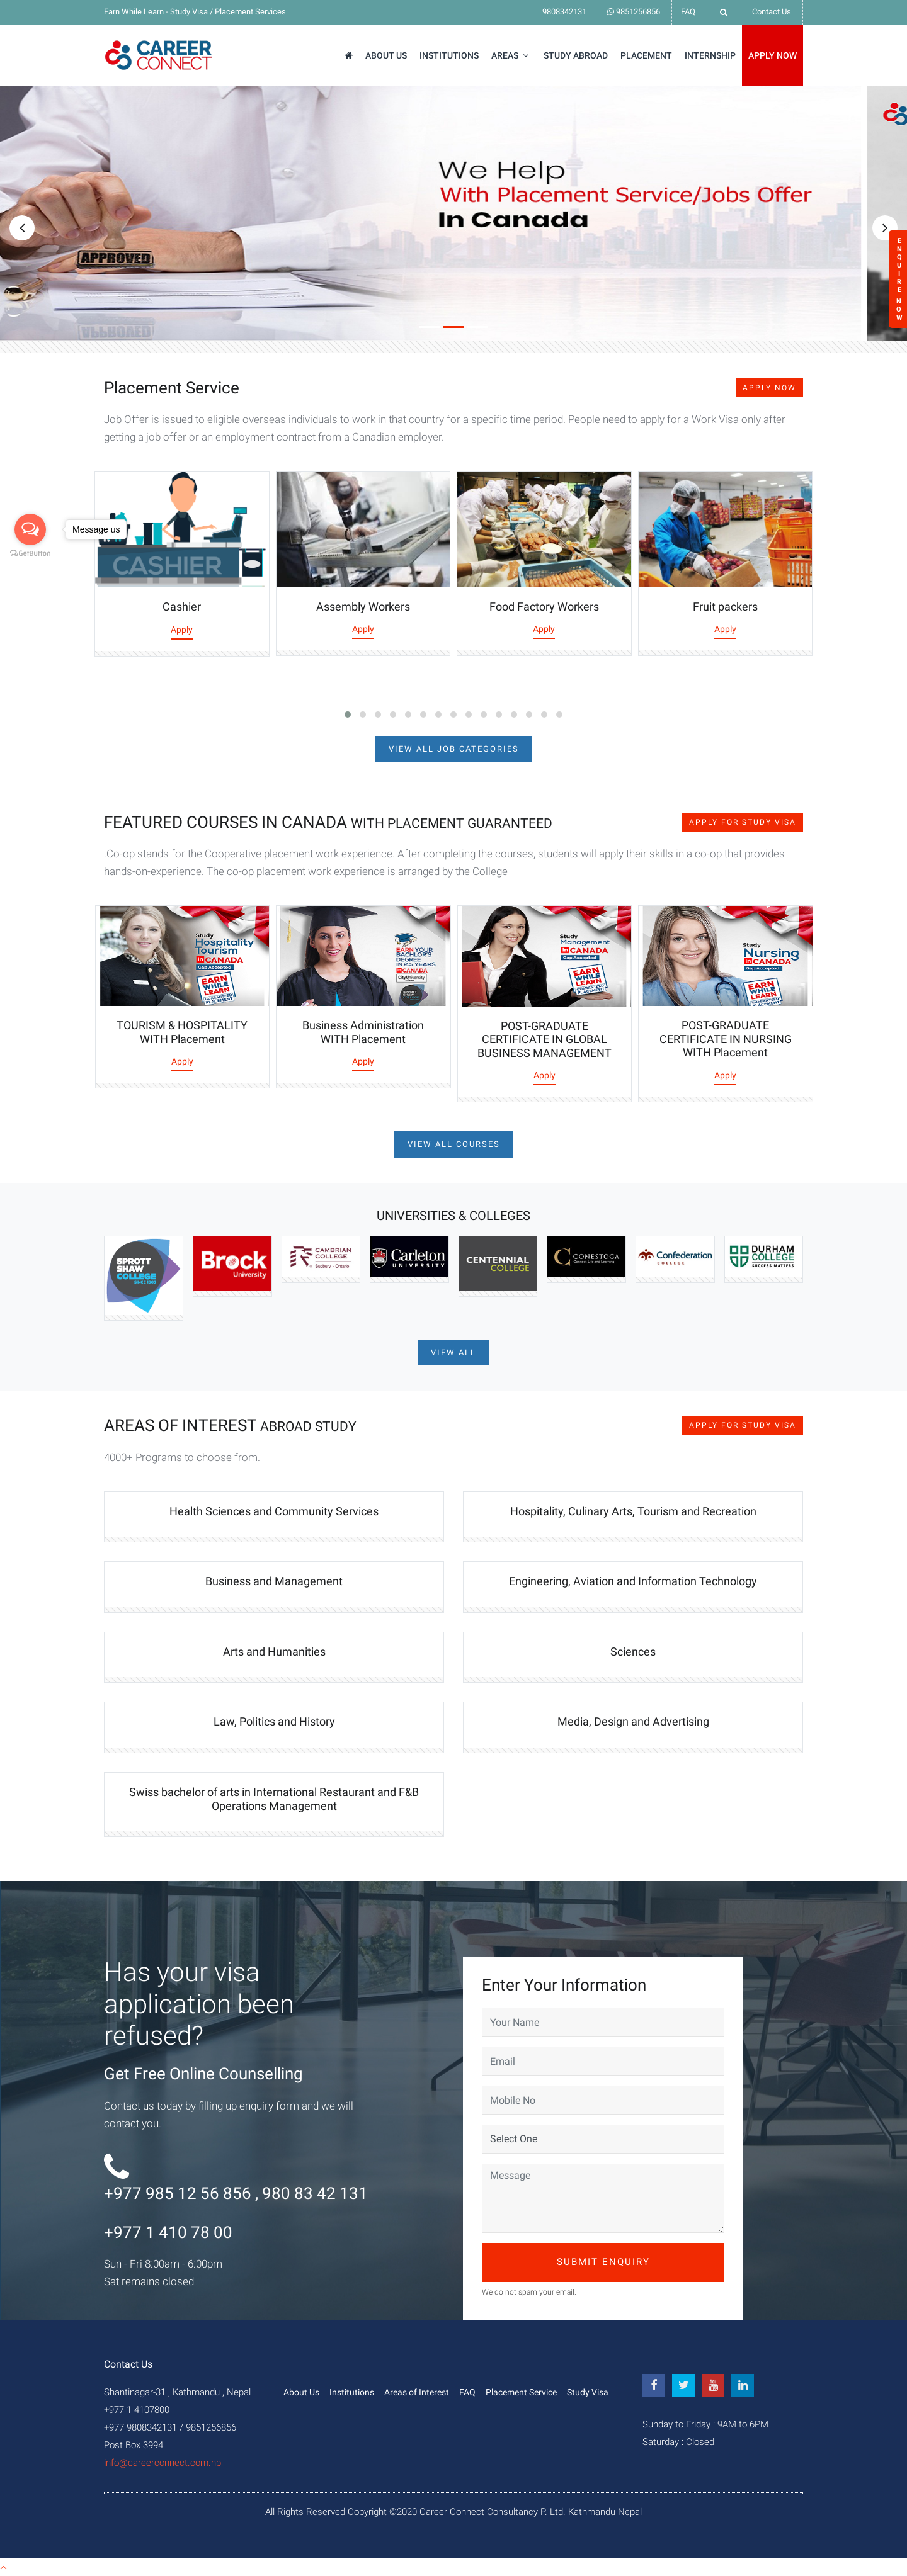 Earn While Learn - Study Visa / Placement Services
9808342131
9851256856
FAQ
Contact Us
CAREER
CONNECT
ABOUT US
INSTITUTIONS
AREAS
STUDY ABROAD
PLACEMENT
INTERNSHIP
APPLY NOW
We Help
With Placement Service/Jobs Offer
In Canada
APPROVED
ENQUIRE NOW
Placement Service
APPLY NOW
Job Offer is issued to eligible overseas individuals to work in that country for a specific time period. People need to apply for a Work Visa only after
getting a job offer or an employment contract from a Canadian employer.
Message us
GetButton
CASHIER
Cashier
Apply
Assembly Workers
Apply
Food Factory Workers
Apply
Fruit packers
Apply
VIEW ALL JOB CATEGORIES
FEATURED COURSES IN CANADA WITH PLACEMENT GUARANTEED
APPLY FOR STUDY VISA
.Co-op stands for the Cooperative placement work experience. After completing the courses, students will apply their skills in a co-op that provides
hands-on-experience. The co-op placement work experience is arranged by the College
Study
Hospitality
Tourism
IN CANADA
Gap Accepted
EARN
WHILE
LEARN
TOURISM & HOSPITALITY
WITH Placement
Apply
EARN YOUR
BACHLOR'S
DEGREE
IN 2.5 YEARS
IN CANADA
CityUniversity
EARN WHILE LEARN
Business Administration
WITH Placement
Apply
Study
Management
IN CANADA
Gap Accepted
EARN
WHILE
LEARN
POST-GRADUATE
CERTIFICATE IN GLOBAL
BUSINESS MANAGEMENT
Apply
Study
Nursing
IN CANADA
Gap Accepted
EARN
WHILE
LEARN
POST-GRADUATE
CERTIFICATE IN NURSING
WITH Placement
Apply
VIEW ALL COURSES
UNIVERSITIES & COLLEGES
SPROTT
SHAW
COLLEGE
SINCE 1903
Brock
University
CAMBRIAN
COLLEGE
Sudbury - Ontario
Carleton
UNIVERSITY
CENTENNIAL
COLLEGE
CONESTOGA
Connect Life and Learning
Confederation
COLLEGE
DURHAM
COLLEGE
SUCCESS MATTERS
VIEW ALL
AREAS OF INTEREST ABROAD STUDY
APPLY FOR STUDY VISA
4000+ Programs to choose from.
Health Sciences and Community Services
Hospitality, Culinary Arts, Tourism and Recreation
Business and Management
Engineering, Aviation and Information Technology
Arts and Humanities
Sciences
Law, Politics and History
Media, Design and Advertising
Swiss bachelor of arts in International Restaurant and F&B
Operations Management
Has your visa
application been
refused?
Get Free Online Counselling
Contact us today by filling up enquiry form and we will
contact you.
+977 985 12 56 856 , 980 83 42 131
+977 1 410 78 00
Sun - Fri 8:00am - 6:00pm
Sat remains closed
Enter Your Information
Your Name
Email
Mobile No
Select One
Message
SUBMIT ENQUIRY
We do not spam your email.
Contact Us
Shantinagar-31 , Kathmandu , Nepal
+977 1 4107800
+977 9808342131 / 9851256856
Post Box 3994
info@careerconnect.com.np
About Us
Institutions
Areas of Interest
FAQ
Placement Service
Study Visa
Sunday to Friday : 9AM to 6PM
Saturday : Closed
All Rights Reserved Copyright ©2020 Career Connect Consultancy P. Ltd. Kathmandu Nepal